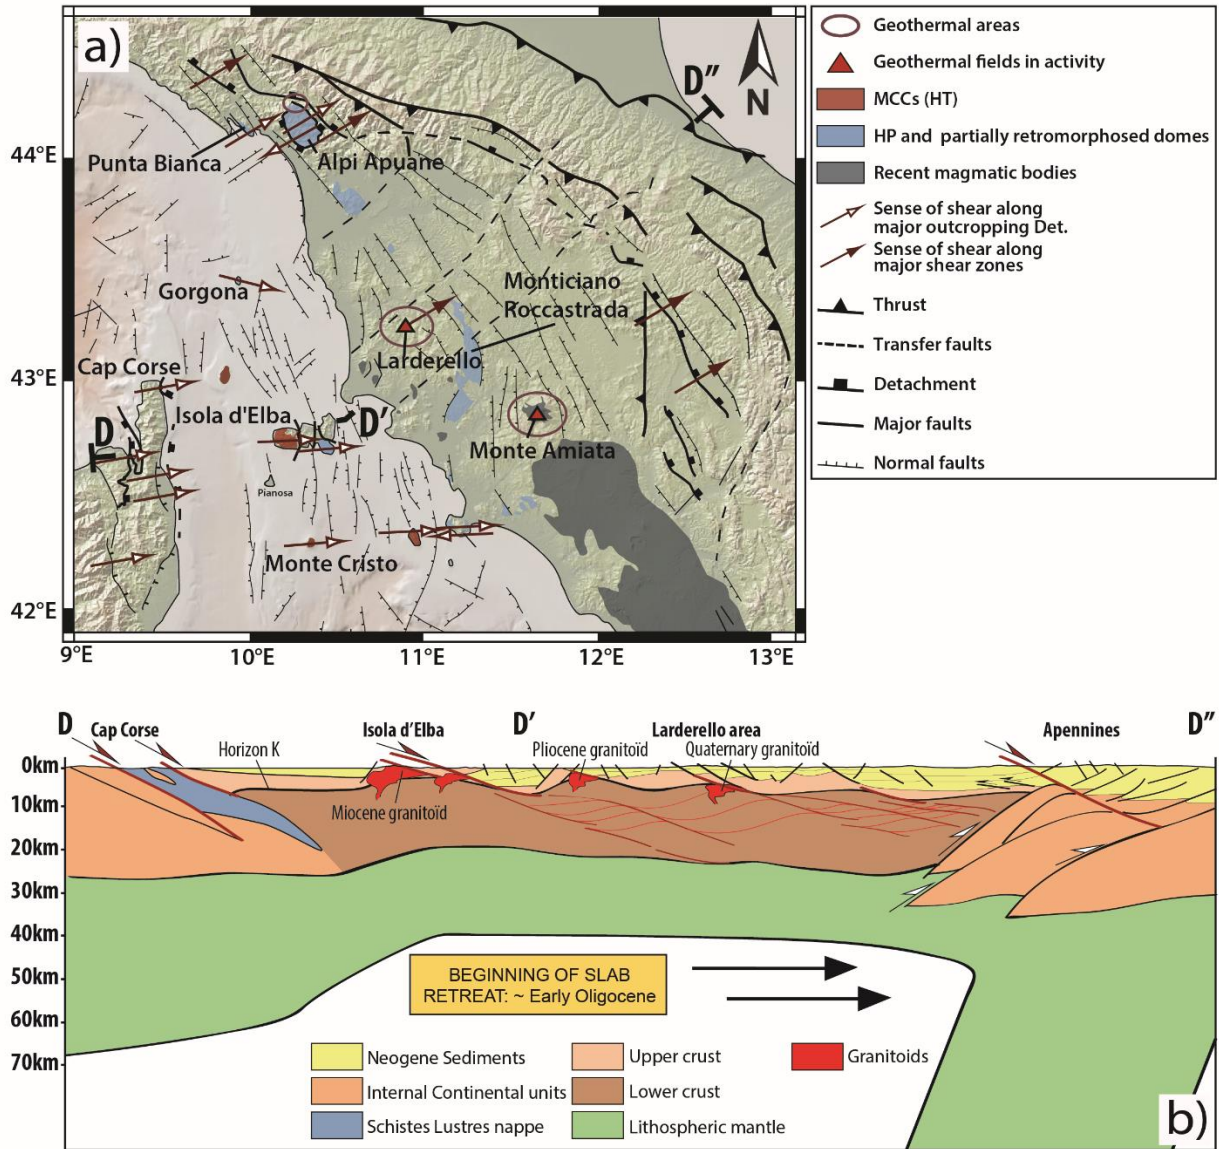 a)
N
D"
44°
43°
42°E
9°E
10°E
11°E
12°E
13°E
Punta Bianca
Alpi Apuane
Gorgona
Monticiano
Roccastrada
Larderello
Cap Corse
D
Isola d'Elba
D'
Pianosa
Monte Amiata
Monte Cristo
Geothermal areas
Geothermal fields in activity
MCCs (HT)
HP and partially retromorphosed domes
Recent magmatic bodies
Sense of shear along
major outcropping Det.
Sense of shear along
major shear zones
Thrust
Transfer faults
Detachment
Major faults
Normal faults
D
Cap Corse
Horizon K
Isola d'Elba
D'
Pliocene granitoïd
Larderello area
Quaternary granitoïd
Apennines
D"
Miocene granitoïd
0km
10km
20km
30km
40km
50km
60km
70km
BEGINNING OF SLAB
RETREAT: ~ Early Oligocene
Neogene Sediments
Internal Continental units
Schistes Lustres nappe
Upper crust
Lower crust
Lithospheric mantle
Granitoids
b)